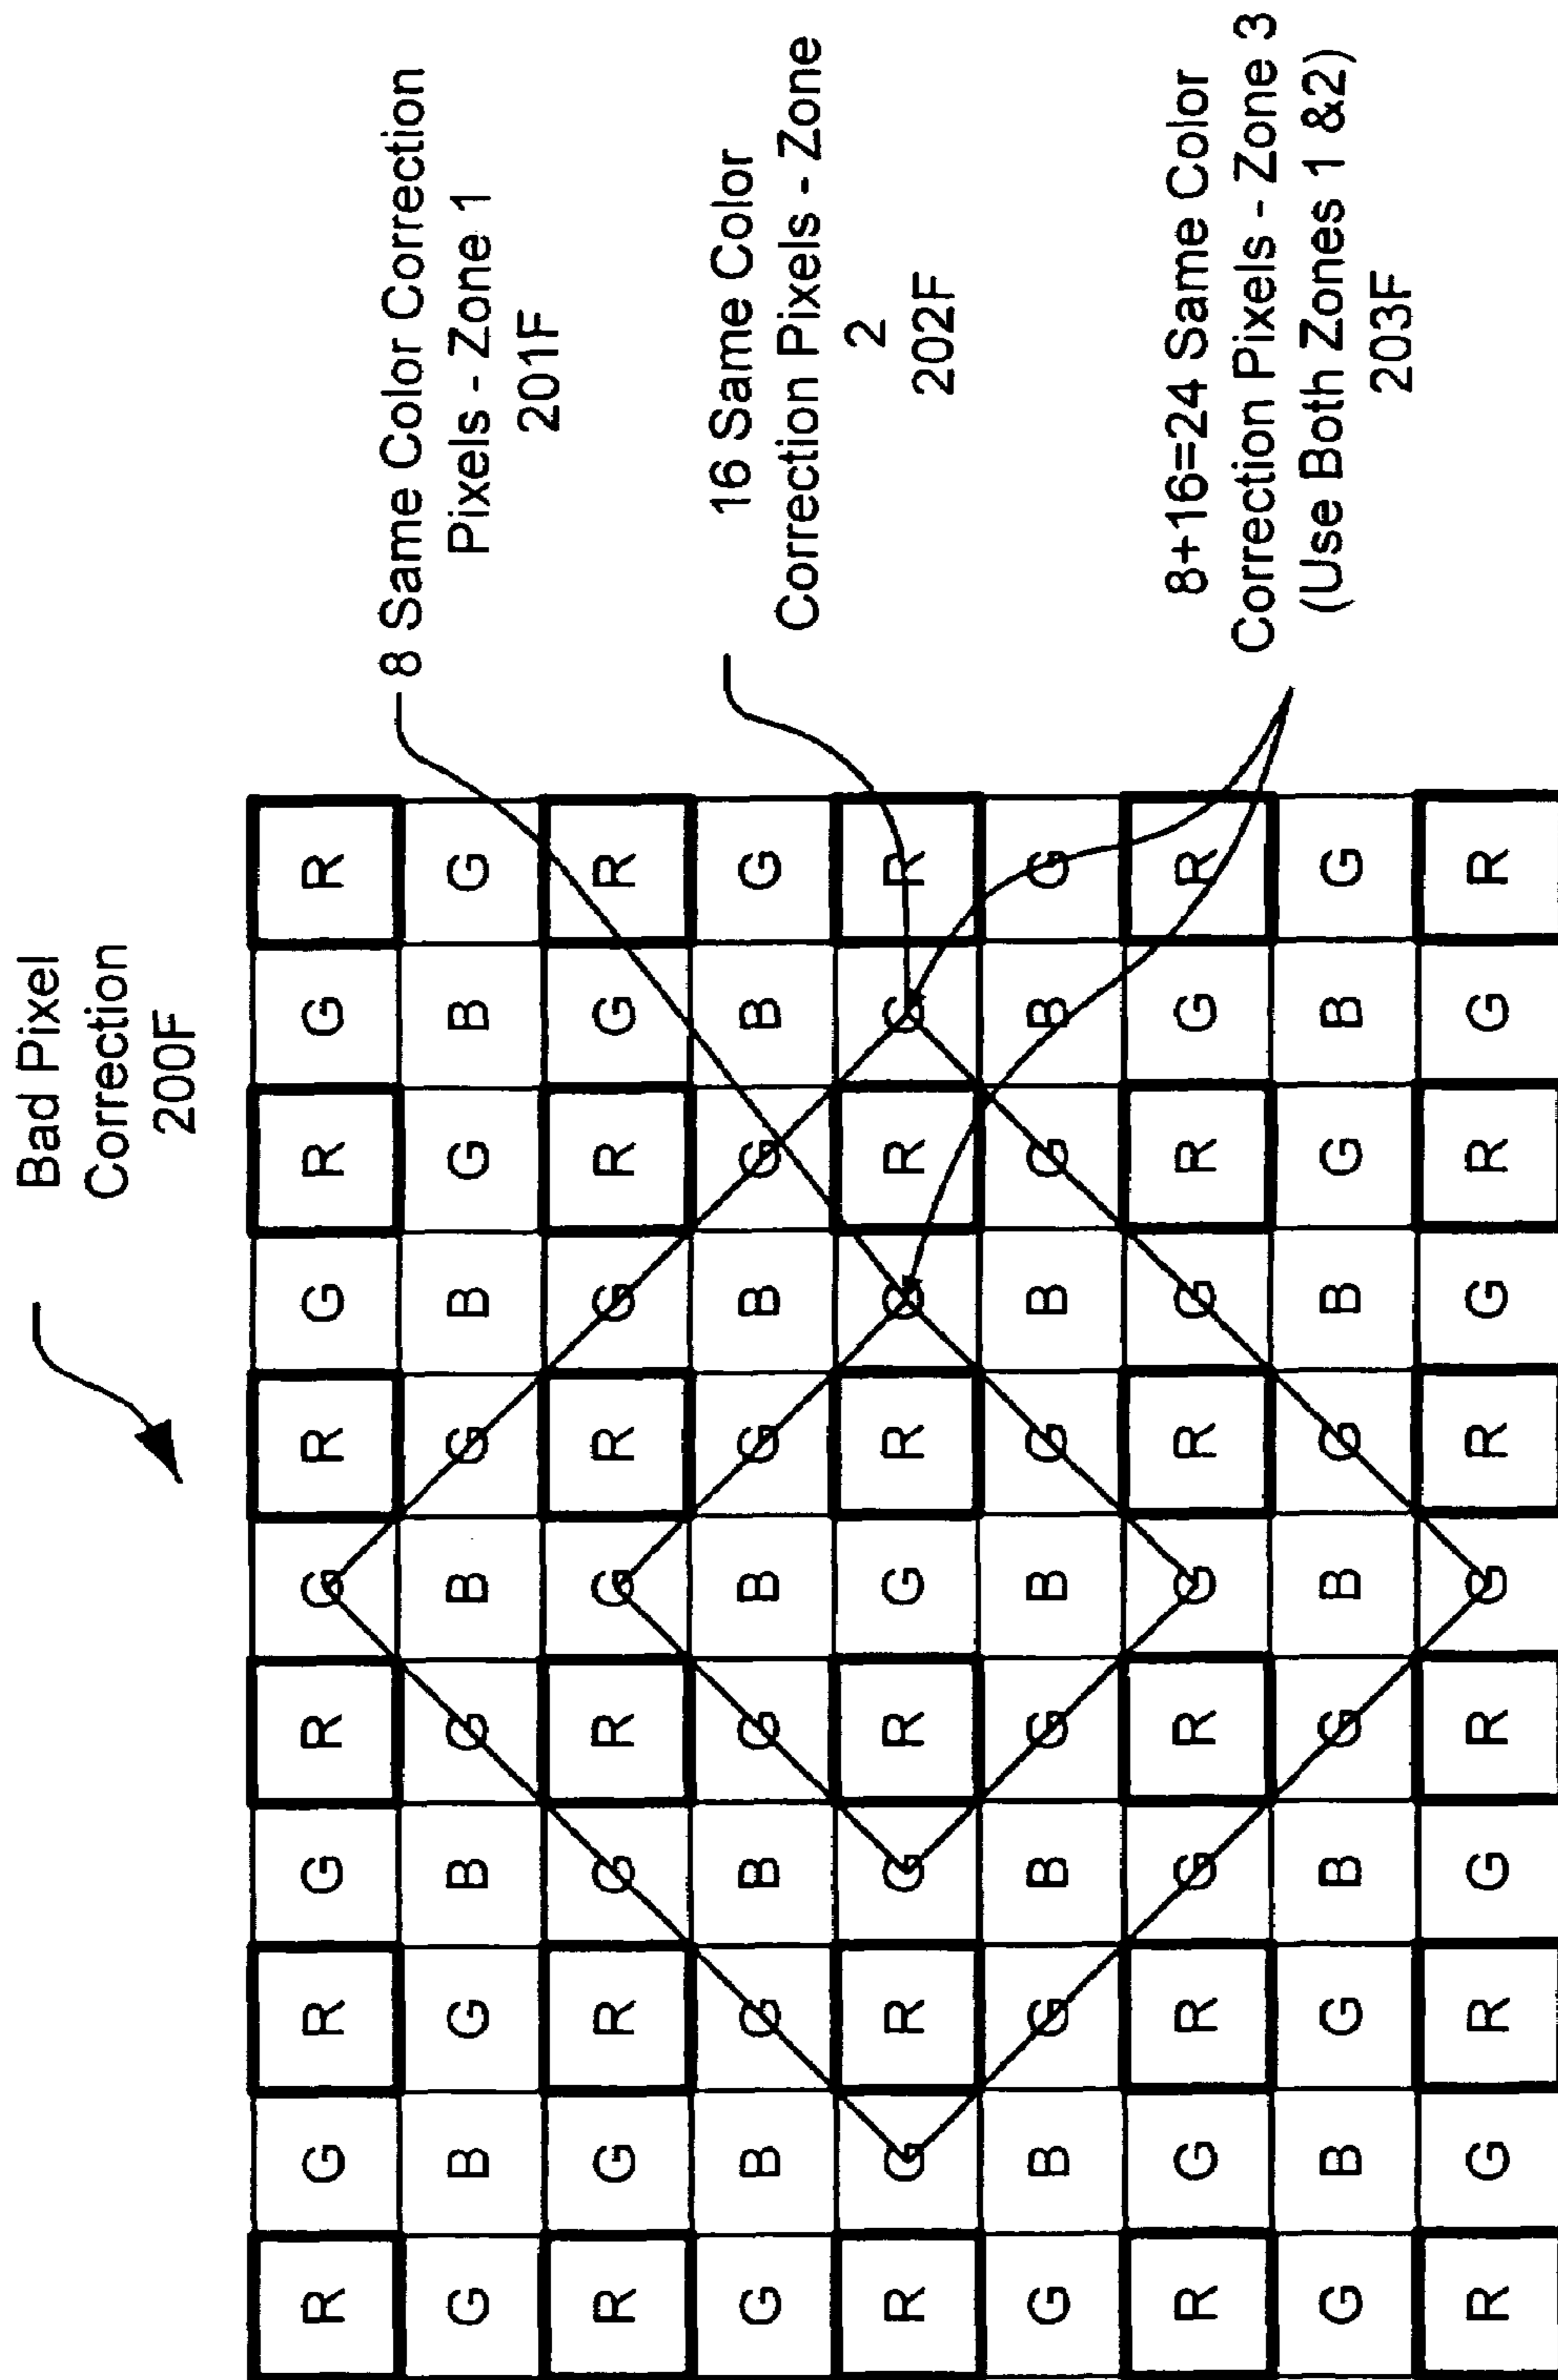 Bad Pixel
Correction
200F
R G R G R G R G R G R
G B G B G B G B G B G
R G R G R G R G R G R
G B G B G B G B G B G
R G R G R G R G R G R
G B G B G B G B G B G
R G R G R G R G R G R
G B G B G B G B G B G
R G R G R G R G R G R
8 Same Color Correction
Pixels - Zone 1
201F
16 Same Color
Correction Pixels - Zone
2
202F
8+16=24 Same Color
Correction Pixels - Zone 3
(Use Both Zones 1 &2)
203F